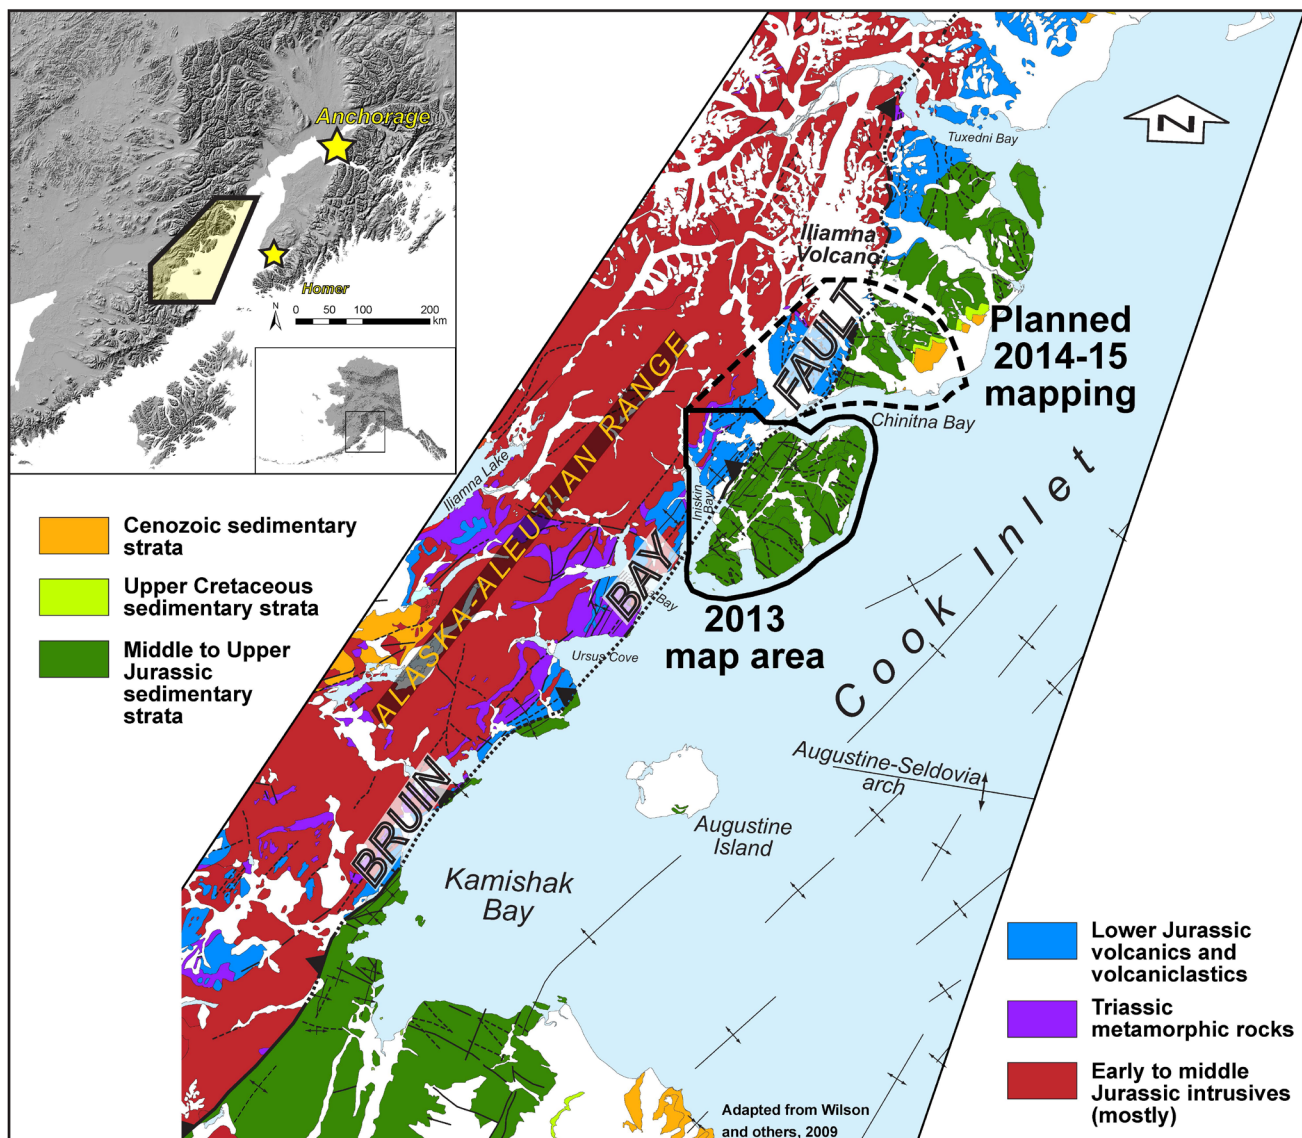 Anchorage
Homer
N
0 50 100 200
km
N
Tuxedni Bay
Iliamna
Volcano
Planned
2014-15
mapping
FAULT
Chinitna Bay
ALASKA-ALEUTIAN RANGE
Iliamna Lake
Iniskin
Bay
BAY
Bay
2013
map area
Ursus Cove
Cook Inlet
Augustine-Seldovia
arch
Augustine
Island
BRUIN
Kamishak
Bay
Cenozoic sedimentary
strata
Upper Cretaceous
sedimentary strata
Middle to Upper
Jurassic
sedimentary
strata
Lower Jurassic
volcanics and
volcaniclastics
Triassic
metamorphic rocks
Early to middle
Jurassic intrusives
(mostly)
Adapted from Wilson
and others, 2009